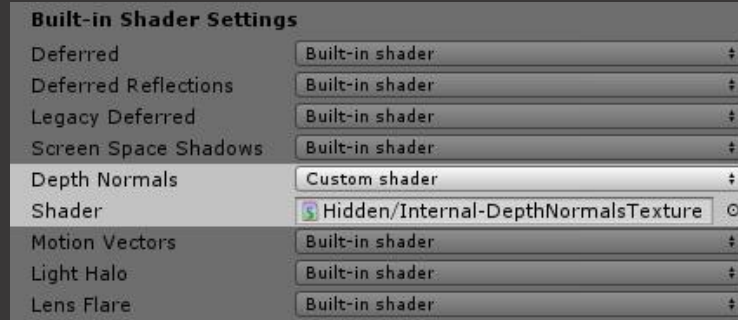 Built-in Shader Settings
Deferred Built-in shader
Deferred Reflections Built-in shader
Legacy Deferred Built-in shader
Screen Space Shadows Built-in shader
Depth Normals Custom shader
Shader Hidden/Internal-DepthNormalsTexture
Motion Vectors Built-in shader
Light Halo Built-in shader
Lens Flare Built-in shader